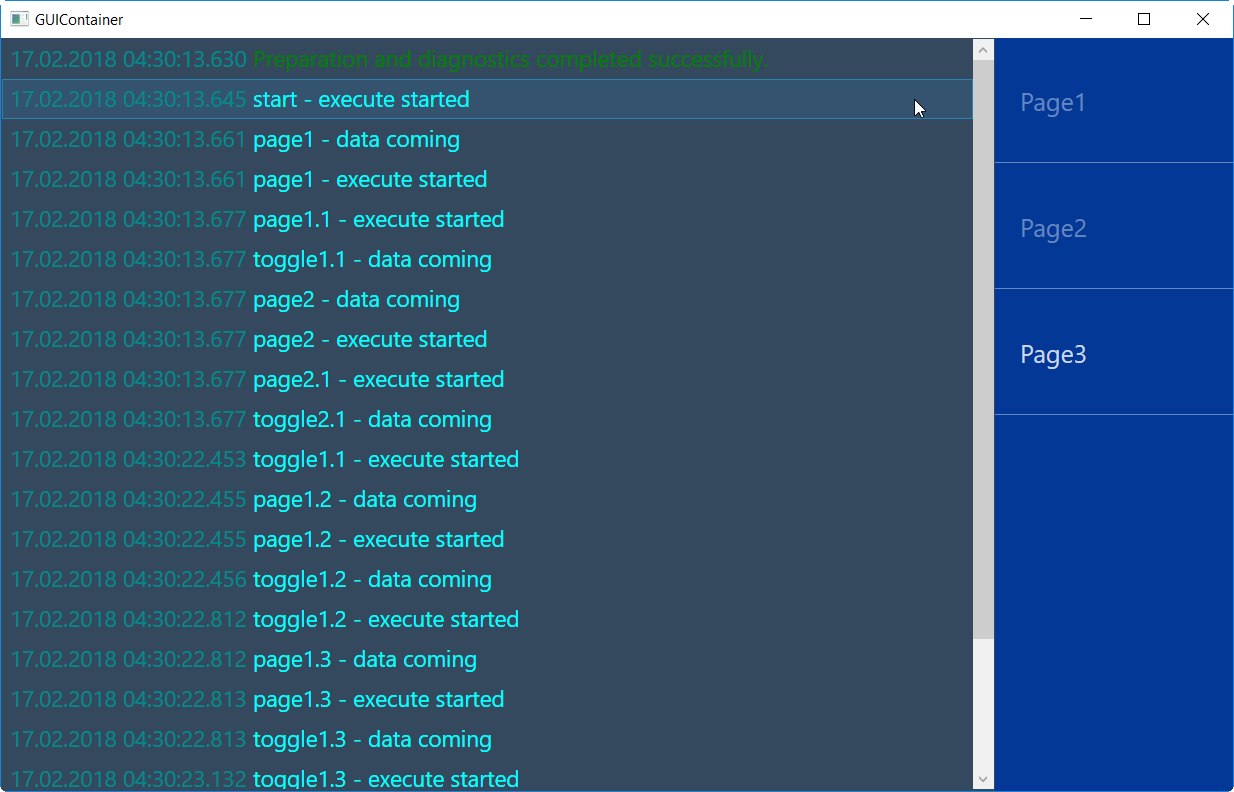 GUIContainer
17.02.2018 04:30:13.630 Preparation and diagnostics completed successfully.
17.02.2018 04:30:13.645 start - execute started
17.02.2018 04:30:13.661 page1 - data coming
17.02.2018 04:30:13.661 page1 - execute started
17.02.2018 04:30:13.677 page1.1 - execute started
17.02.2018 04:30:13.677 toggle1.1 - data coming
17.02.2018 04:30:13.677 page2 - data coming
17.02.2018 04:30:13.677 page2 - execute started
17.02.2018 04:30:13.677 page2.1 - execute started
17.02.2018 04:30:13.677 toggle2.1 - data coming
17.02.2018 04:30:22.453 toggle1.1 - execute started
17.02.2018 04:30:22.455 page1.2 - data coming
17.02.2018 04:30:22.455 page1.2 - execute started
17.02.2018 04:30:22.456 toggle1.2 - data coming
17.02.2018 04:30:22.812 toggle1.2 - execute started
17.02.2018 04:30:22.812 page1.3 - data coming
17.02.2018 04:30:22.813 page1.3 - execute started
17.02.2018 04:30:22.813 toggle1.3 - data coming
17.02.2018 04:30:23.132 toggle1.3 - execute started
Page1
Page2
Page3